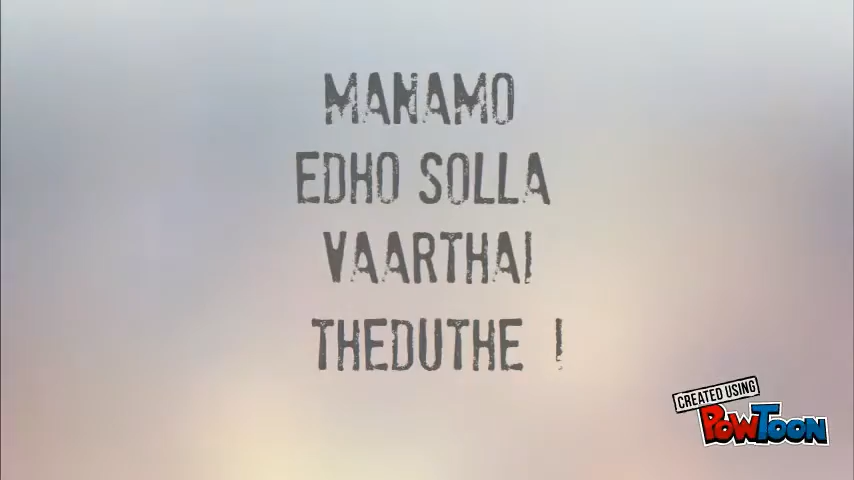 MANAMO
EDHO SOLLA
VAARTHAI
THEDUTHE !
CREATED USING
POWTOON